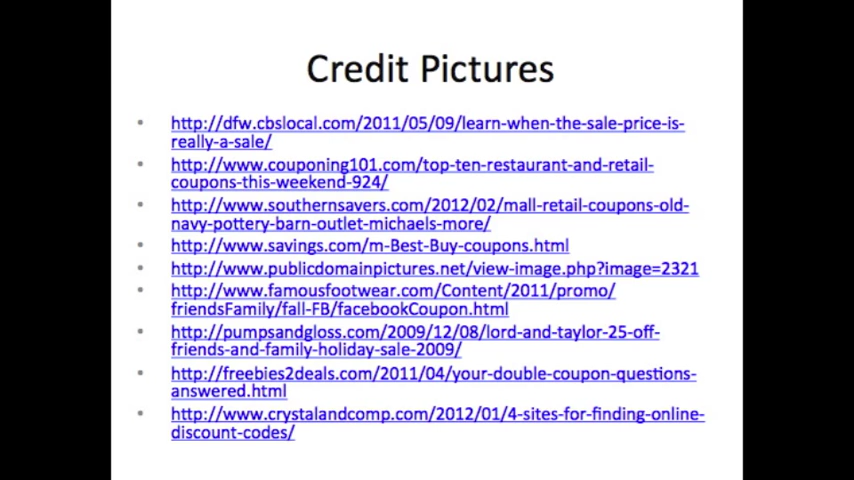 Credit Pictures
• http://dfw.cbslocal.com/2011/05/09/learn-when-the-sale-price-is-
really-a-sale/
• http://www.couponing101.com/top-ten-restaurant-and-retail-
coupons-this-weekend-924/
• http://www.southernsavers.com/2012/02/mall-retail-coupons-old-
navy-pottery-barn-outlet-michaels-more/
• http://www.savings.com/m-Best-Buy-coupons.html
• http://www.publicdomainpictures.net/view-image.php?image=2321
• http://www.famousfootwear.com/Content/2011/promo/
friendsFamily/fall-FB/facebookCoupon.html
• http://pumpsandgloss.com/2009/12/08/lord-and-taylor-25-off-
friends-and-family-holiday-sale-2009/
• http://freebies2deals.com/2011/04/your-double-coupon-questions-
answered.html
• http://www.crystalandcomp.com/2012/01/4-sites-for-finding-online-
discount-codes/